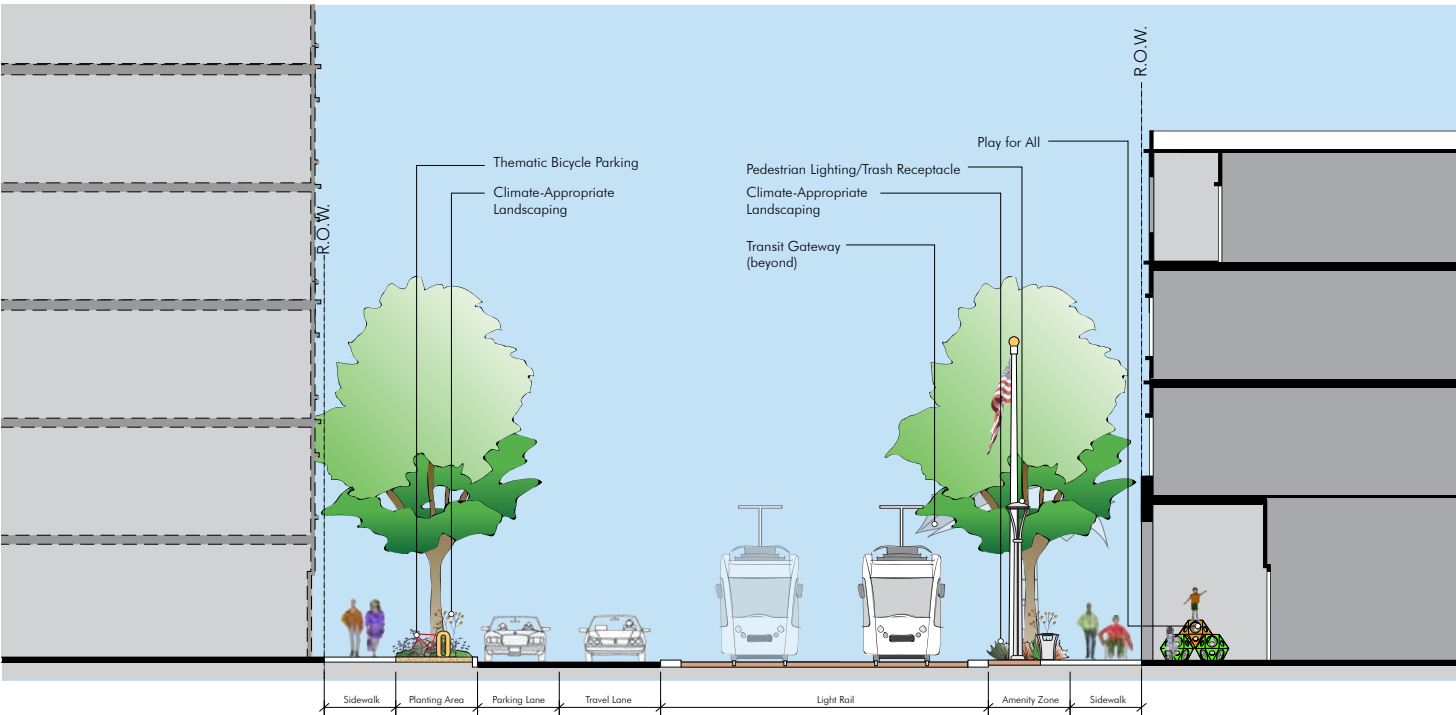 R.O.W.
Play for All
Thematic Bicycle Parking
Pedestrian Lighting/Trash Receptacle
Climate-Appropriate
Landscaping
Climate-Appropriate
Landscaping
R.O.W.
Transit Gateway
(beyond)
Sidewalk
Planting Area
Parking Lane
Travel Lane
Light Rail
Amenity Zone
Sidewalk